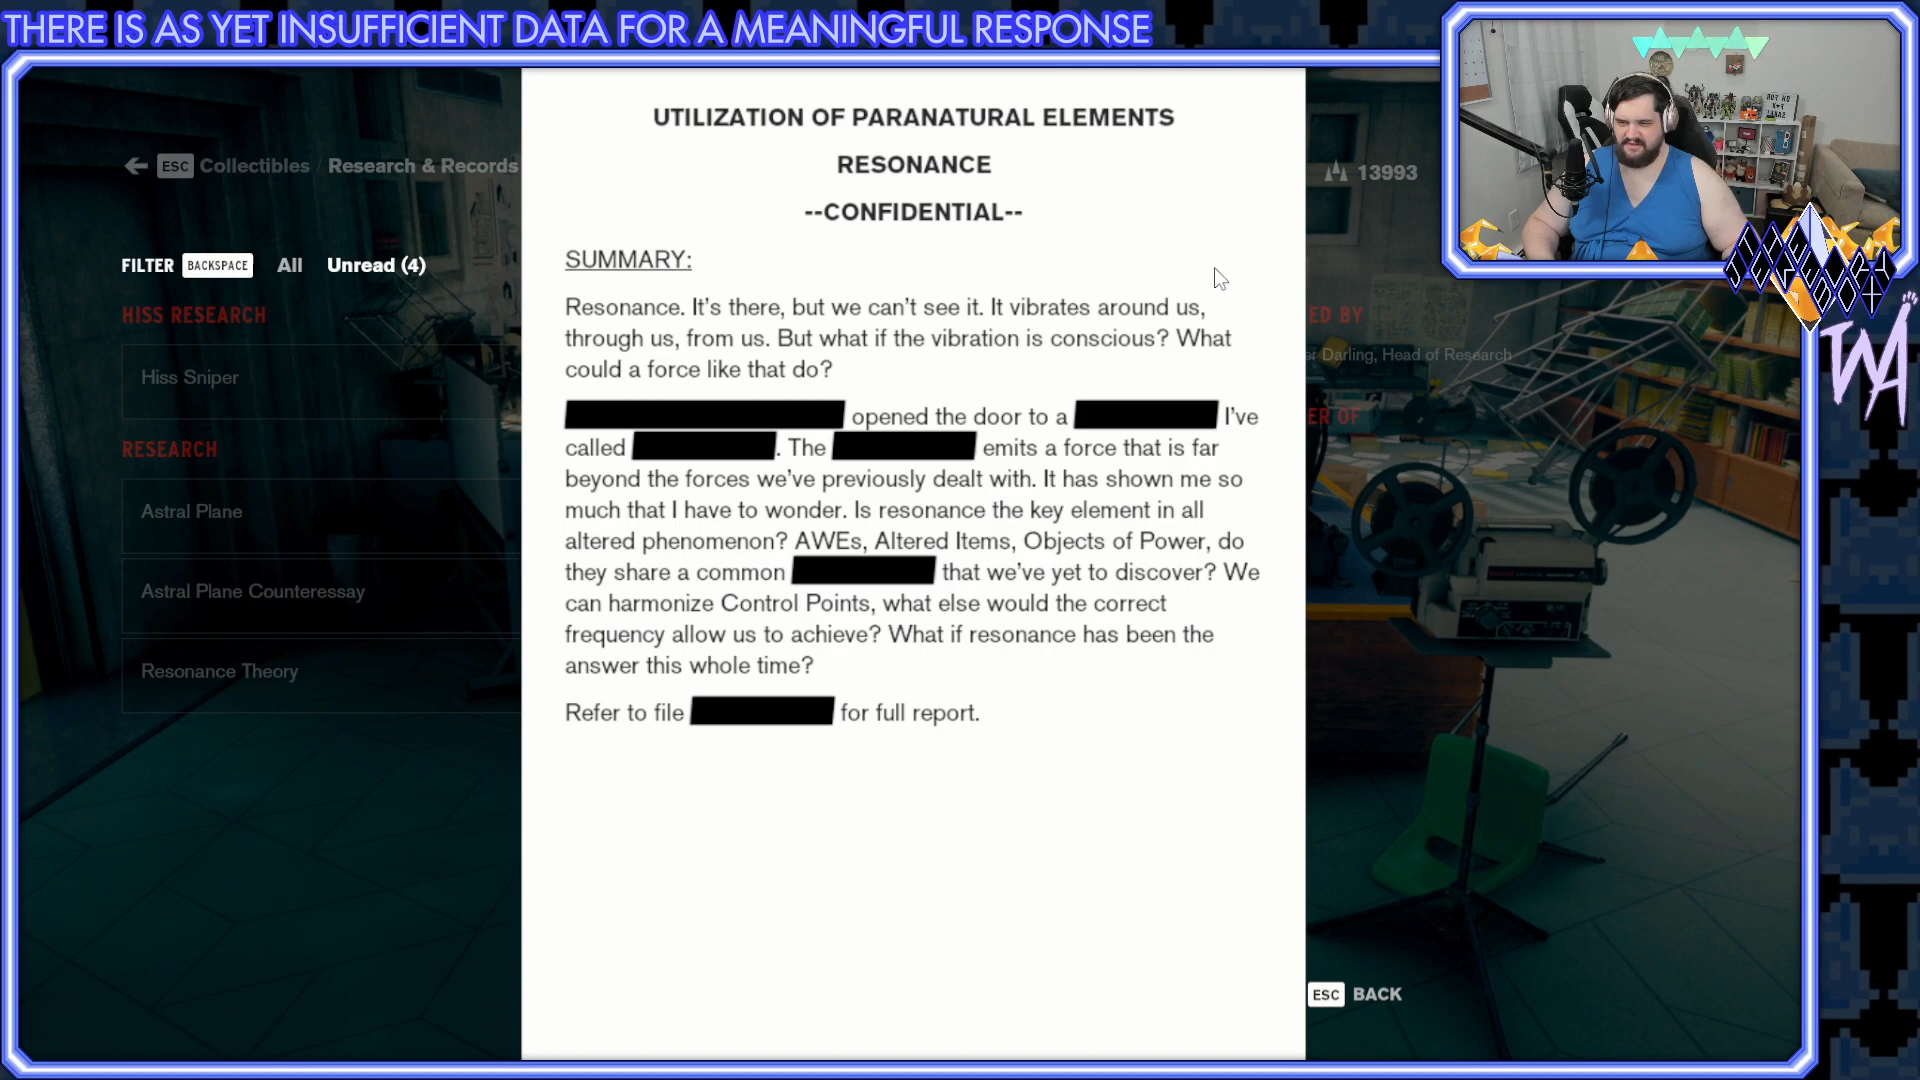 THERE IS AS YET INSUFFICIENT DATA FOR A MEANINGFUL RESPONSE
ESC Collectibles / Research & Records
13993
FILTER BACKSPACE All Unread (4)
HISS RESEARCH
Hiss Sniper
RESEARCH
Astral Plane
Astral Plane Counteressay
Resonance Theory
UTILIZATION OF PARANATURAL ELEMENTS
RESONANCE
--CONFIDENTIAL--
SUMMARY:
Resonance. It's there, but we can't see it. It vibrates around us,
through us, from us. But what if the vibration is conscious? What
could a force like that do?
opened the door to a I've
called . The emits a force that is far
beyond the forces we've previously dealt with. It has shown me so
much that I have to wonder. Is resonance the key element in all
altered phenomenon? AWEs, Altered Items, Objects of Power, do
they share a common that we've yet to discover? We
can harmonize Control Points, what else would the correct
frequency allow us to achieve? What if resonance has been the
answer this whole time?
Refer to file for full report.
ED BY
er Darling, Head of Research
ER OF
ESC BACK